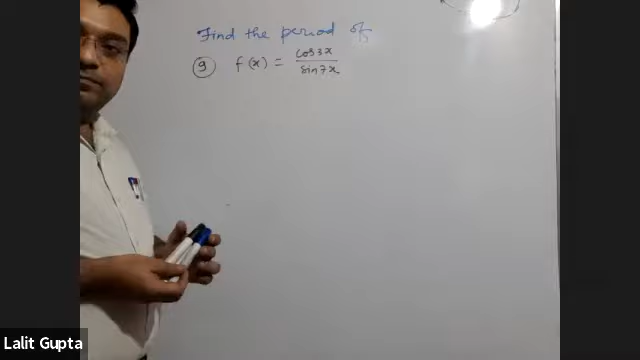 Find the period of
9 f(x) = cos3x / sin7x
Lalit Gupta